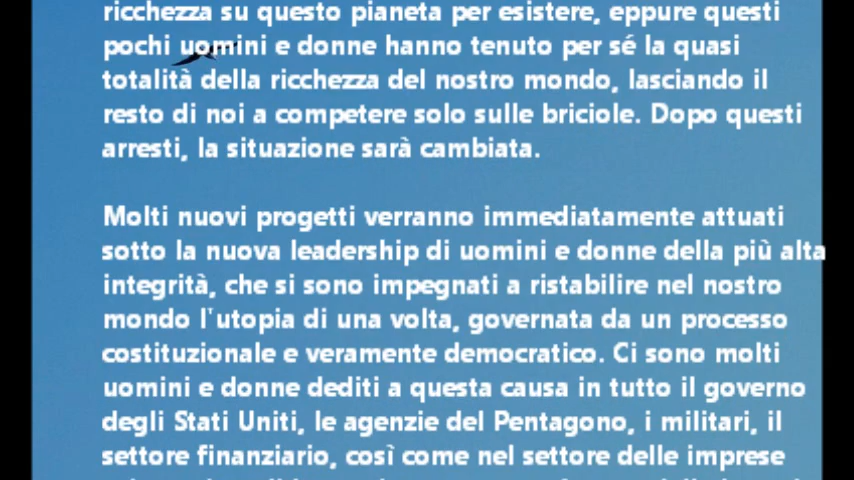 ricchezza su questo pianeta per esistere, eppure questi
pochi uomini e donne hanno tenuto per sé la quasi
totalità della ricchezza del nostro mondo, lasciando il
resto di noi a competere solo sulle briciole. Dopo questi
arresti, la situazione sarà cambiata.
Molti nuovi progetti verranno immediatamente attuati
sotto la nuova leadership di uomini e donne della più alta
integrità, che si sono impegnati a ristabilire nel nostro
mondo l'utopia di una volta, governata da un processo
costituzionale e veramente democratico. Ci sono molti
uomini e donne dediti a questa causa in tutto il governo
degli Stati Uniti, le agenzie del Pentagono, i militari, il
settore finanziario, così come nel settore delle imprese